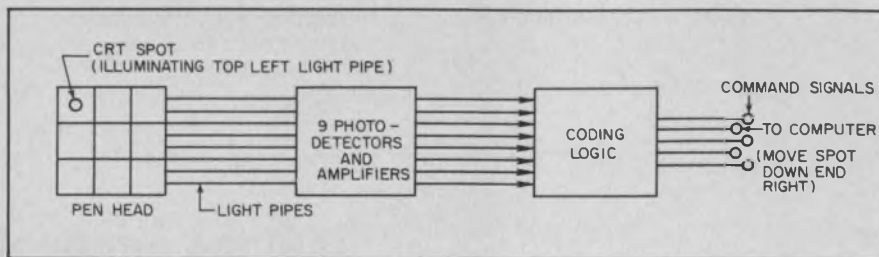 CRT SPOT
(ILLUMINATING TOP LEFT LIGHT PIPE)
PEN HEAD
LIGHT PIPES
9 PHOTO-
DETECTORS
AND
AMPLIFIERS
CODING
LOGIC
COMMAND SIGNALS
TO COMPUTER
(MOVE SPOT
DOWN END
RIGHT)